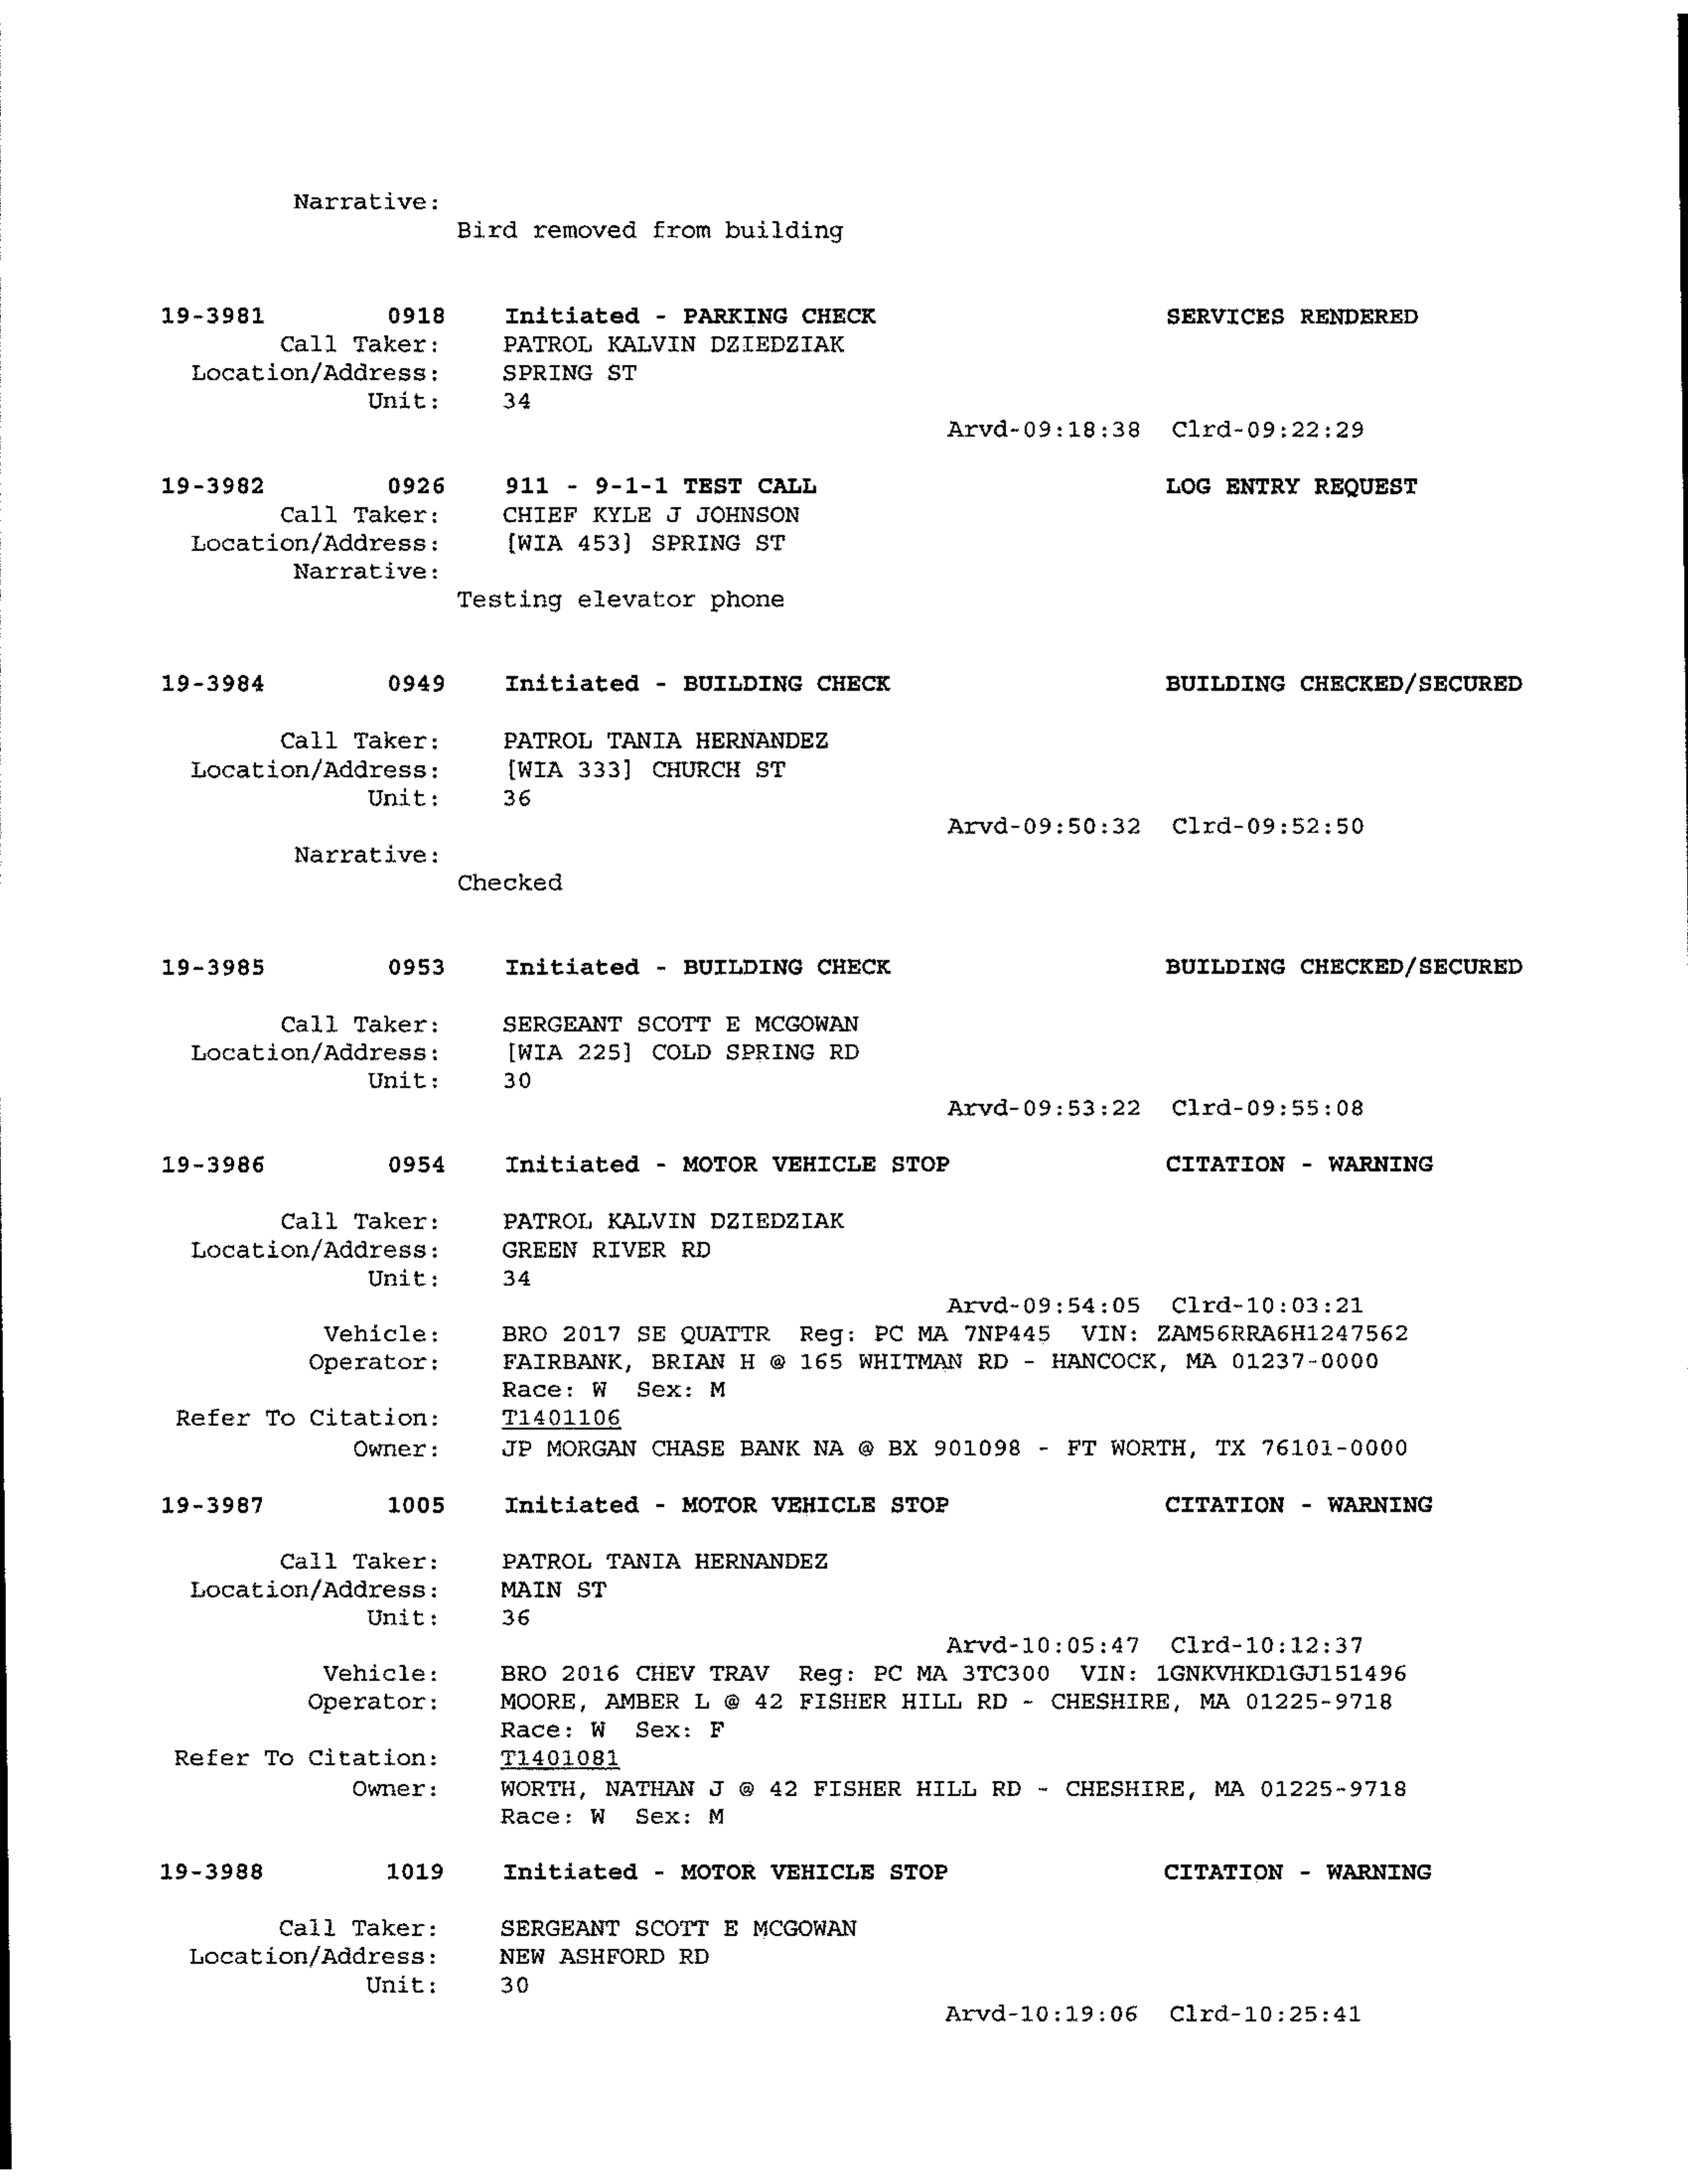 Narrative:
Bird removed from building
19-3981 0918 Initiated - PARKING CHECK SERVICES RENDERED
Call Taker: PATROL KALVIN DZIEDZIAK
Location/Address: SPRING ST
Unit: 34
Arvd-09:18:38 Clrd-09:22:29
19-3982 0926 911 - 9-1-1 TEST CALL LOG ENTRY REQUEST
Call Taker: CHIEF KYLE J JOHNSON
Location/Address: [WIA 453] SPRING ST
Narrative:
Testing elevator phone
19-3984 0949 Initiated - BUILDING CHECK BUILDING CHECKED/SECURED
Call Taker: PATROL TANIA HERNANDEZ
Location/Address: [WIA 333] CHURCH ST
Unit: 36
Arvd-09:50:32 Clrd-09:52:50
Narrative:
Checked
19-3985 0953 Initiated - BUILDING CHECK BUILDING CHECKED/SECURED
Call Taker: SERGEANT SCOTT E MCGOWAN
Location/Address: [WIA 225] COLD SPRING RD
Unit: 30
Arvd-09:53:22 Clrd-09:55:08
19-3986 0954 Initiated - MOTOR VEHICLE STOP CITATION - WARNING
Call Taker: PATROL KALVIN DZIEDZIAK
Location/Address: GREEN RIVER RD
Unit: 34
Arvd-09:54:05 Clrd-10:03:21
Vehicle: BRO 2017 SE QUATTR Reg: PC MA 7NP445 VIN: ZAM56RRA6H1247562
Operator: FAIRBANK, BRIAN H @ 165 WHITMAN RD - HANCOCK, MA 01237-0000
Race: W Sex: M
Refer To Citation: T1401106
Owner: JP MORGAN CHASE BANK NA @ BX 901098 - FT WORTH, TX 76101-0000
19-3987 1005 Initiated - MOTOR VEHICLE STOP CITATION - WARNING
Call Taker: PATROL TANIA HERNANDEZ
Location/Address: MAIN ST
Unit: 36
Arvd-10:05:47 Clrd-10:12:37
Vehicle: BRO 2016 CHEV TRAV Reg: PC MA 3TC300 VIN: 1GNKVHKD1GJ151496
Operator: MOORE, AMBER L @ 42 FISHER HILL RD - CHESHIRE, MA 01225-9718
Race: W Sex: F
Refer To Citation: T1401081
Owner: WORTH, NATHAN J @ 42 FISHER HILL RD - CHESHIRE, MA 01225-9718
Race: W Sex: M
19-3988 1019 Initiated - MOTOR VEHICLE STOP CITATION - WARNING
Call Taker: SERGEANT SCOTT E MCGOWAN
Location/Address: NEW ASHFORD RD
Unit: 30
Arvd-10:19:06 Clrd-10:25:41